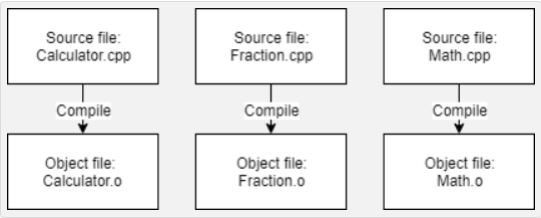 Source file:
Calculator.cpp
Source file:
Fraction.cpp
Source file:
Math.cpp
Compile
Compile
Compile
Object file:
Calculator.o
Object file:
Fraction.o
Object file:
Math.o